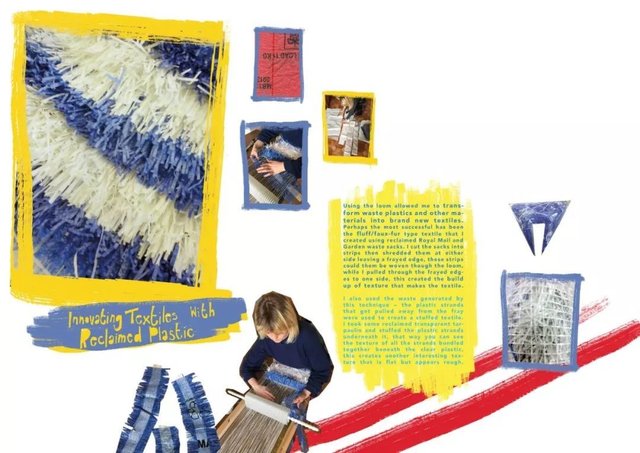 LOAD 11KG
MB1
2012
Using the loom allowed me to trans-
form waste plastics and other ma-
terials into brand new textiles.
Perhaps the most successful has been
the fluff/faux-fur type textile that I
created using reclaimed Royal Mail and
Garden waste sacks. I cut the sacks into
strips then shredded them at either
side leaving a frayed edge, those strips
could them be woven though the loom,
while I pulled through the frayed edg-
es to one side, this created the build
up of texture that makes the textile.
I also used the waste generated by
this technique - the plastic strands
that got pulled away from the fray
were used to create a stuffed textile.
I took some reclaimed transparent tar-
paulin and stuffed the plastic strands
underneath it, that way you can see
the texture of all the strands bundled
together beneath the clear plastic,
this creates another interesting tex-
ture that is flat but appears rough.
Innovating Textiles With
Reclaimed Plastic